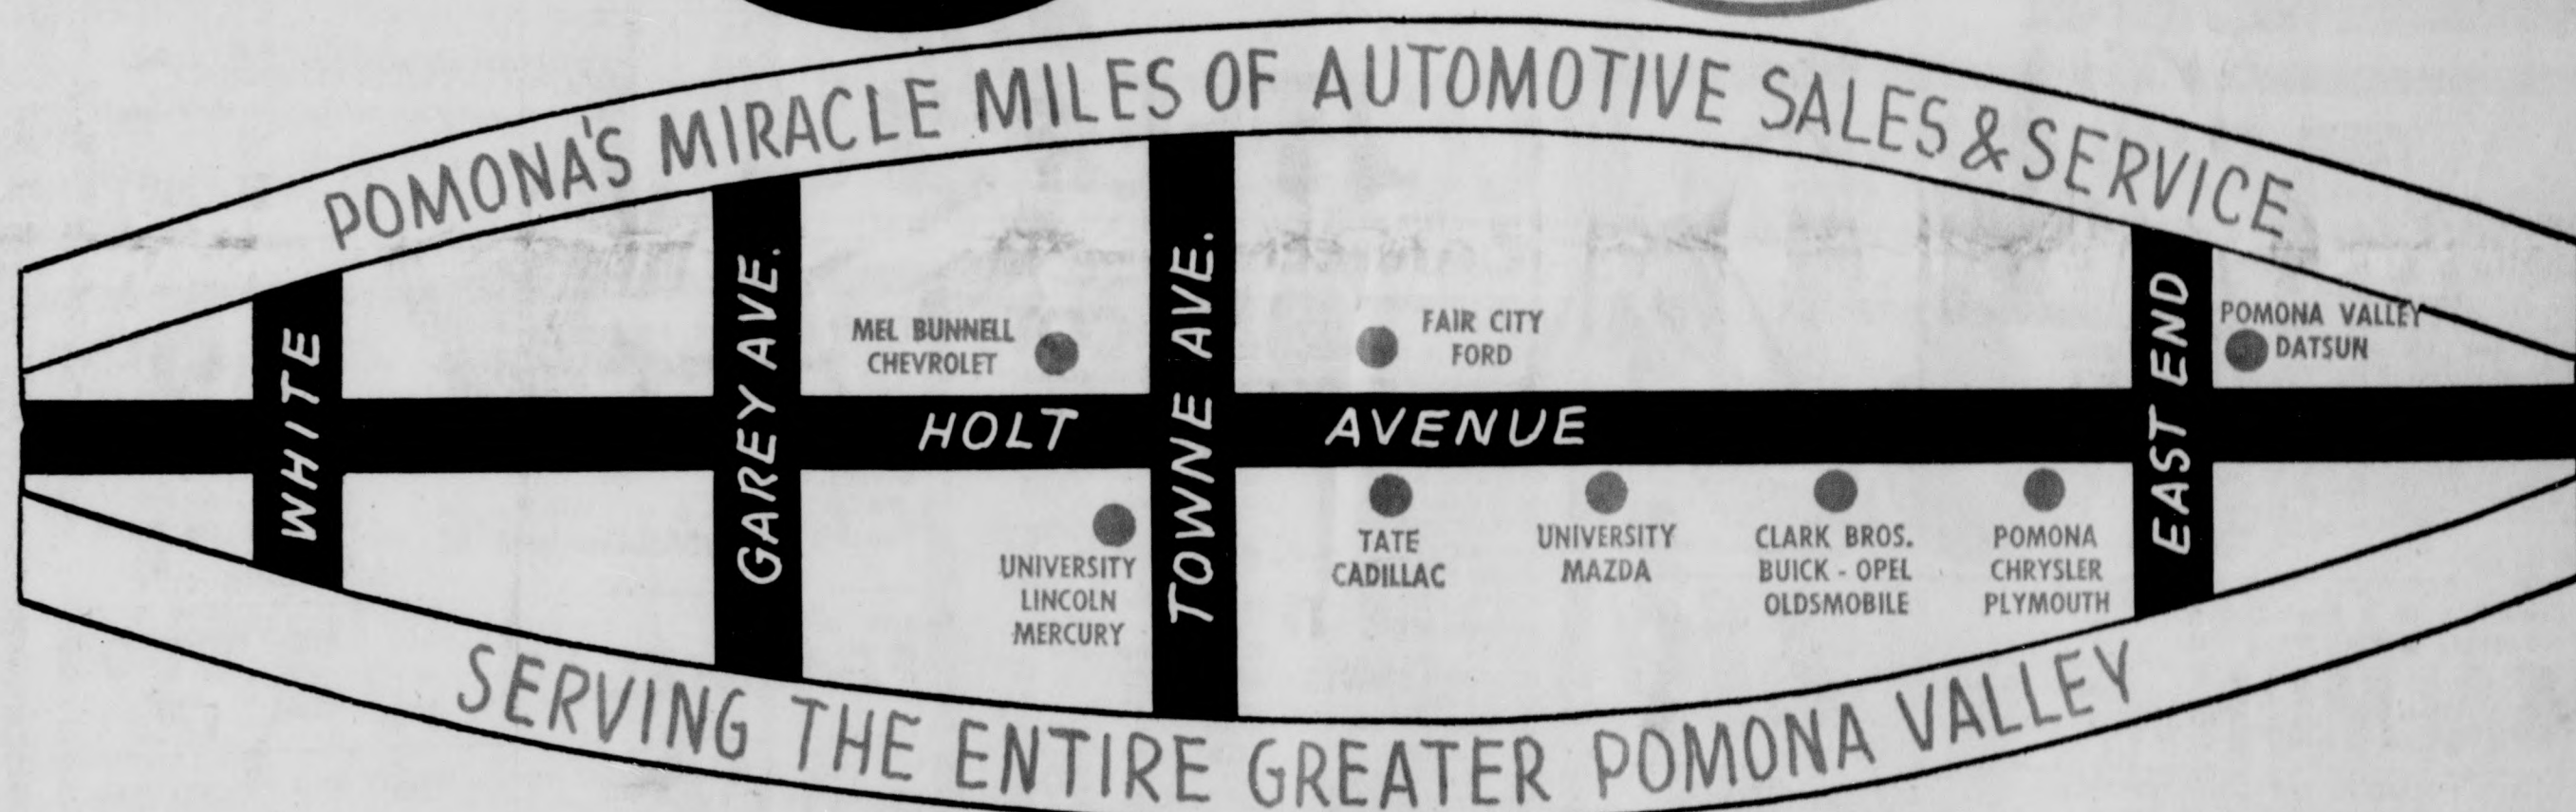 POMONA'S MIRACLE MILES OF AUTOMOTIVE SALES & SERVICE
WHITE
GAREY AVE.
MEL BUNNELL
CHEVROLET
TOWNE AVE.
FAIR CITY
FORD
EAST END
POMONA VALLEY
DATSUN
HOLT AVENUE
UNIVERSITY
LINCOLN
MERCURY
TATE
CADILLAC
UNIVERSITY
MAZDA
CLARK BROS.
BUICK - OPEL
OLDSMOBILE
POMONA
CHRYSLER
PLYMOUTH
SERVING THE ENTIRE GREATER POMONA VALLEY